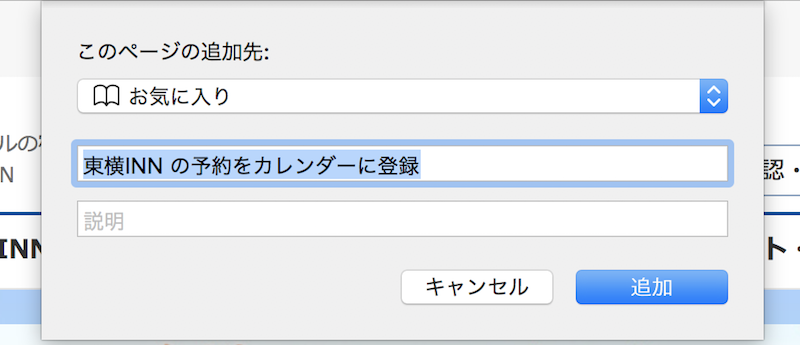 このページの追加先:
お気に入り
ルの
東横INN の予約をカレンダーに登録
認・
N
説明
INN
ト・
キャンセル
追加